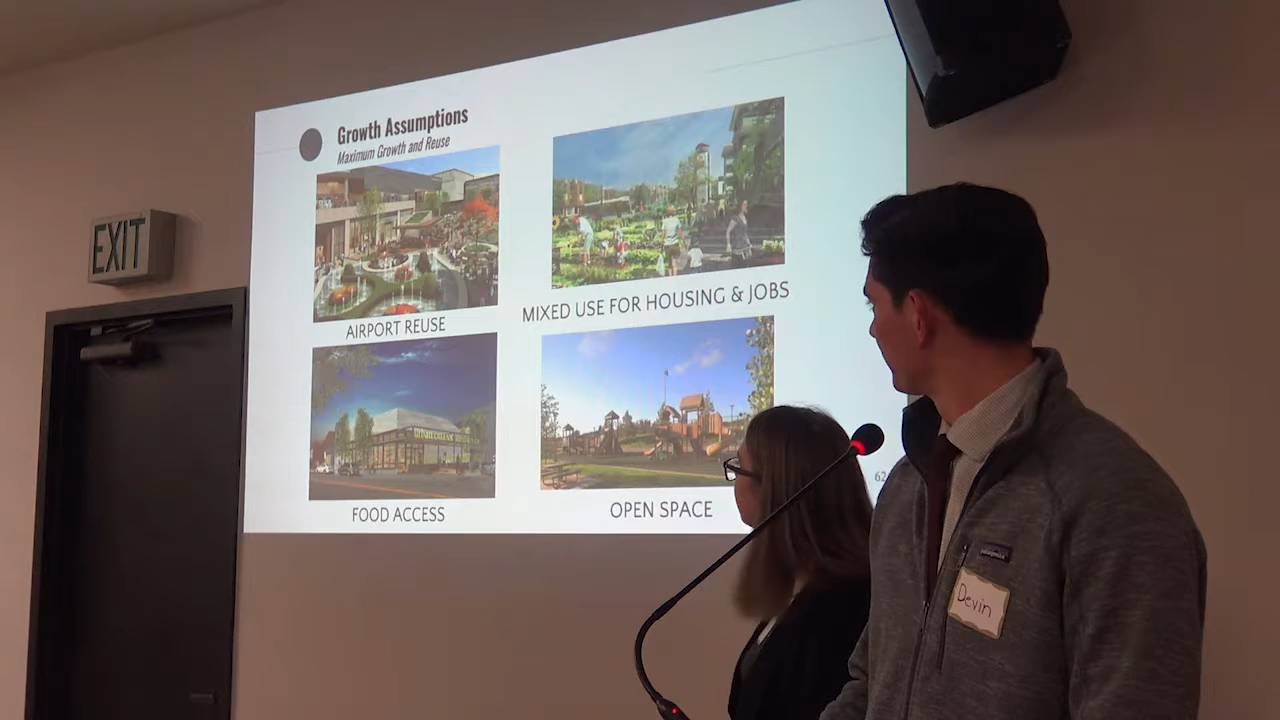 Growth Assumptions
Maximum Growth and Reuse
AIRPORT REUSE
MIXED USE FOR HOUSING & JOBS
FOOD ACCESS
OPEN SPACE
62
EXIT
patagonia
Devin